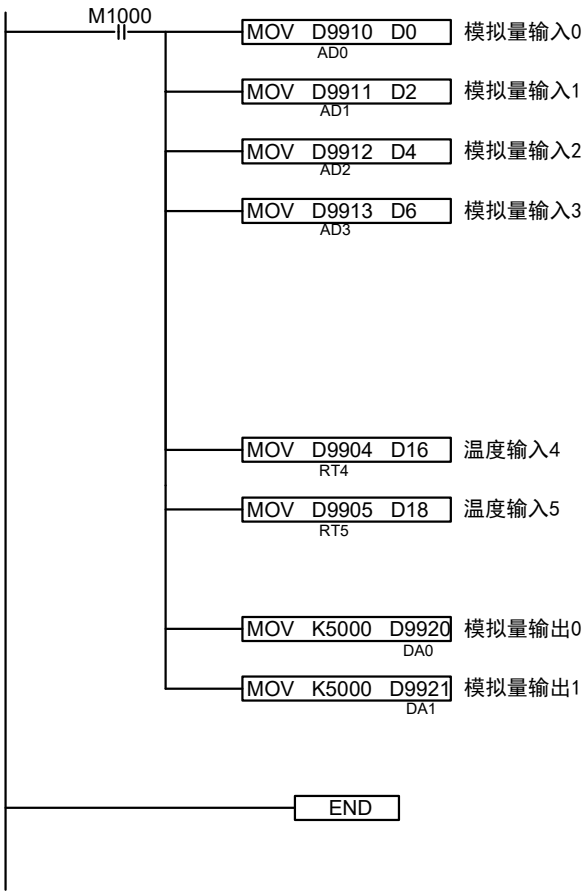 M1000
MOV D9910 D0 模拟量输入0
AD0
MOV D9911 D2 模拟量输入1
AD1
MOV D9912 D4 模拟量输入2
AD2
MOV D9913 D6 模拟量输入3
AD3
MOV D9904 D16 温度输入4
RT4
MOV D9905 D18 温度输入5
RT5
MOV K5000 D9920 模拟量输出0
DA0
MOV K5000 D9921 模拟量输出1
DA1
END